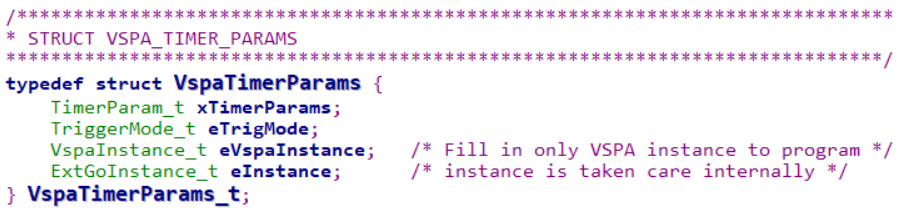 /******************************************************************************
* STRUCT VSPA_TIMER_PARAMS
******************************************************************************/
typedef struct VspaTimerParams {
    TimerParam_t xTimerParams;
    TriggerMode_t eTrigMode;
    VspaInstance_t eVspaInstance;   /* Fill in only VSPA instance to program */
    ExtGoInstance_t eInstance;      /* instance is taken care internally */
} VspaTimerParams_t;